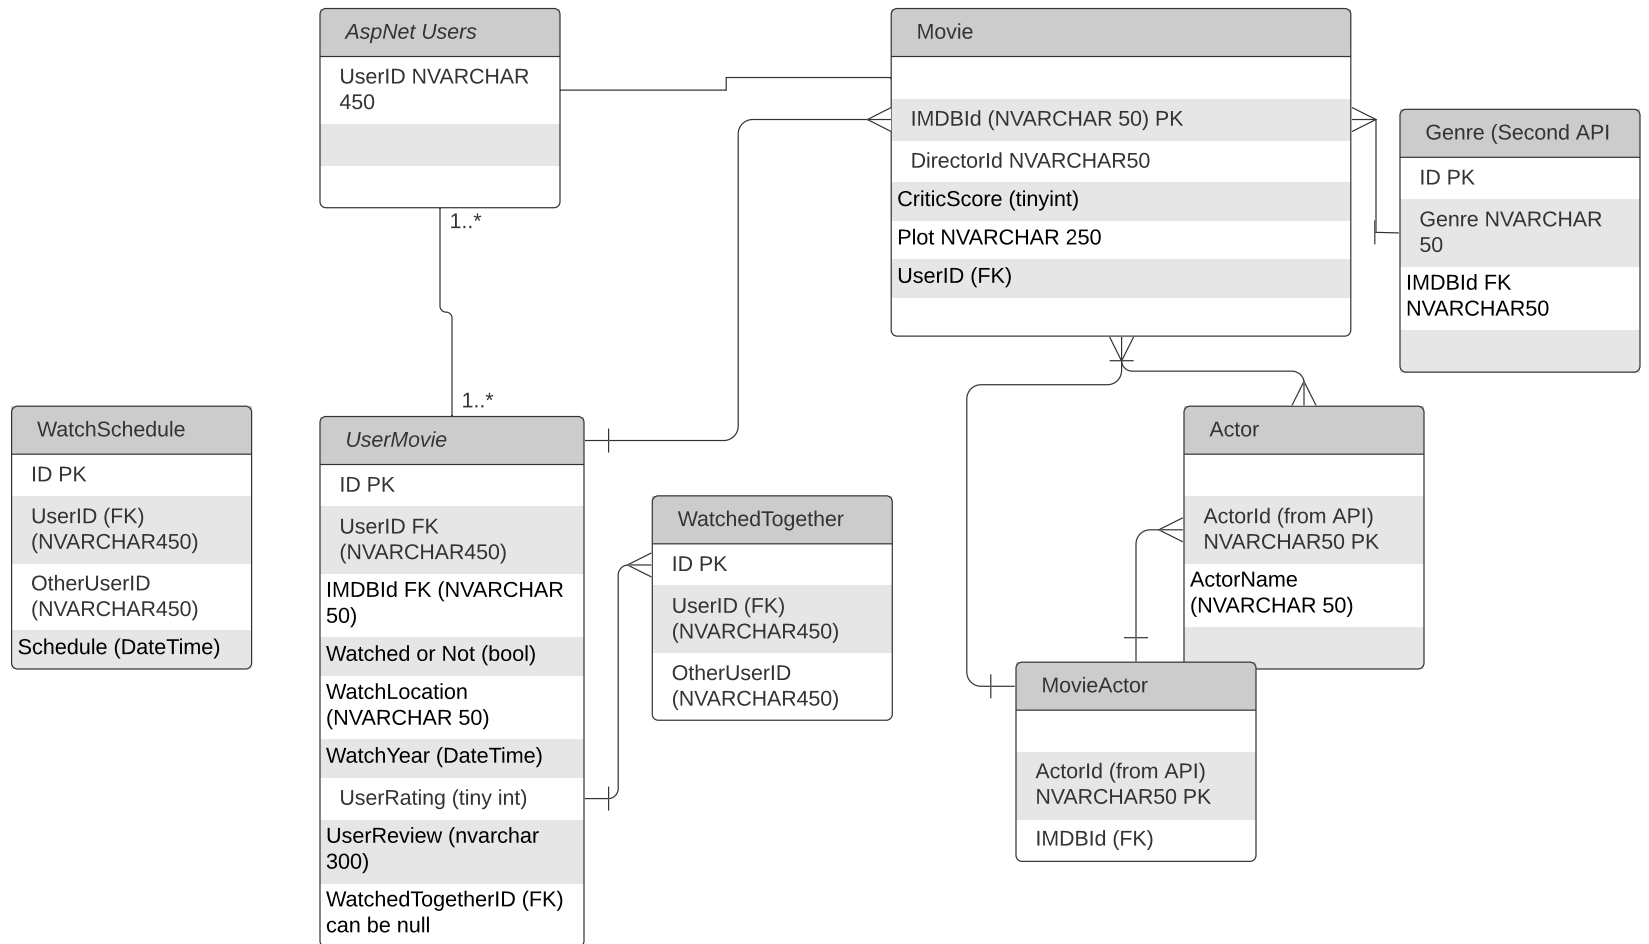 AspNet Users
UserID NVARCHAR
450
1..*
Movie
IMDBId (NVARCHAR 50) PK
DirectorId NVARCHAR50
CriticScore (tinyint)
Plot NVARCHAR 250
UserID (FK)
Genre (Second API
ID PK
Genre NVARCHAR
50
IMDBId FK
NVARCHAR50
WatchSchedule
ID PK
UserID (FK)
(NVARCHAR450)
OtherUserID
(NVARCHAR450)
Schedule (DateTime)
1..*
UserMovie
ID PK
UserID FK
(NVARCHAR450)
IMDBId FK (NVARCHAR
50)
Watched or Not (bool)
WatchLocation
(NVARCHAR 50)
WatchYear (DateTime)
UserRating (tiny int)
UserReview (nvarchar
300)
WatchedTogetherID (FK)
can be null
WatchedTogether
ID PK
UserID (FK)
(NVARCHAR450)
OtherUserID
(NVARCHAR450)
Actor
ActorId (from API)
NVARCHAR50 PK
ActorName
(NVARCHAR 50)
MovieActor
ActorId (from API)
NVARCHAR50 PK
IMDBId (FK)